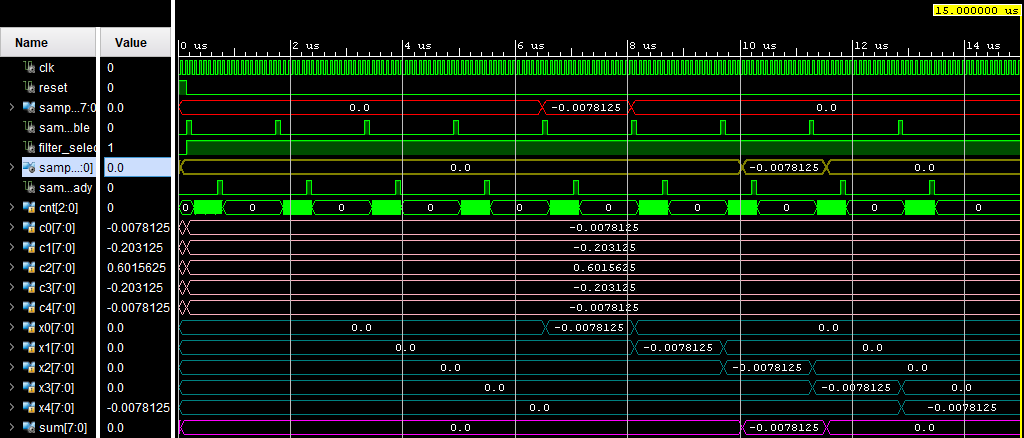 15.000000 us
Name Value 0 us 2 us 4 us 6 us 8 us 10 us 12 us 14 us
clk 0
reset 0
samp...7:0 0.0 0.0 -0.0078125 0.0
sam...ble 0
filter_selec 1
samp...:0] 0.0 0.0 -0.0078125 0.0
sam...ady 0
cnt[2:0] 0 0 0 0 0 0 0 0 0 0 0
c0[7:0] -0.0078125 -0.0078125
c1[7:0] -0.203125 -0.203125
c2[7:0] 0.6015625 0.6015625
c3[7:0] -0.203125 -0.203125
c4[7:0] -0.0078125 -0.0078125
x0[7:0] 0.0 0.0 -0.0078125 0.0
x1[7:0] 0.0 0.0 -0.0078125 0.0
x2[7:0] 0.0 0.0 -0.0078125 0.0
x3[7:0] 0.0 0.0 -0.0078125 0.0
x4[7:0] -0.0078125 0.0 -0.0078125
sum[7:0] 0.0 0.0 -0.0078125 0.0